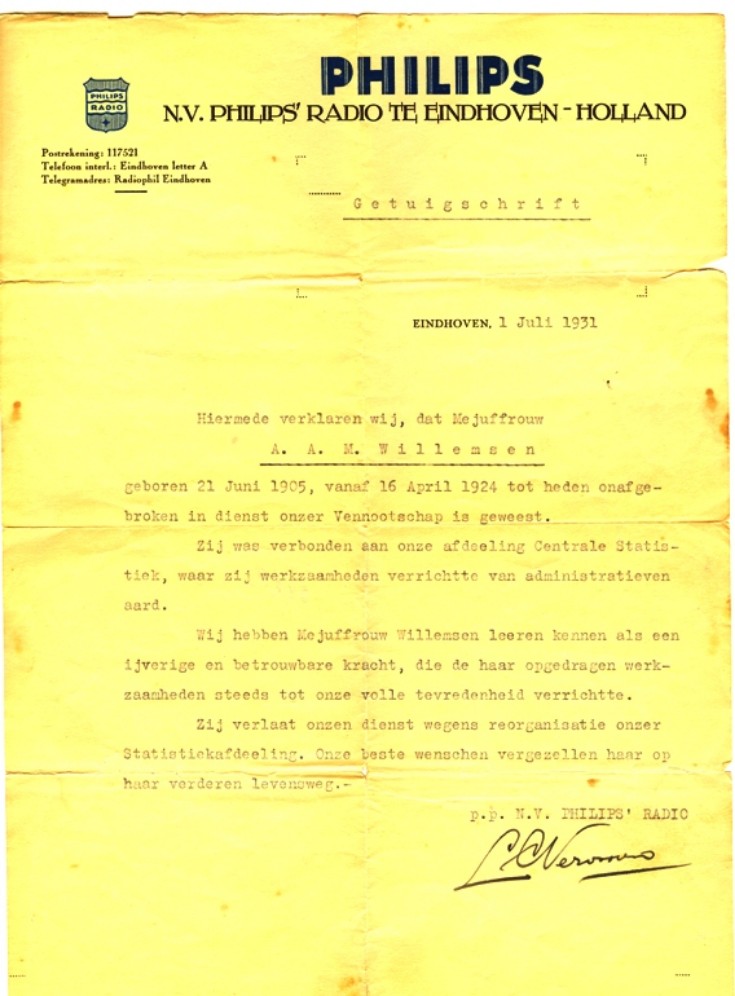 PHILIPS
N.V. PHILIPS' RADIO TE EINDHOVEN - HOLLAND
PHILIPS
RADIO
Postrekening: 117521
Telefoon interl.: Eindhoven letter A
Telegramadres: Radiophil Eindhoven
Getuigschrift
EINDHOVEN, 1 Juli 1931
Hiermede verklaren wij, dat Mejuffrouw
A. A. M. Willemsen
geboren 21 Juni 1905, vanaf 16 April 1924 tot heden onafge-
broken in dienst onzer Vennootschap is geweest.
Zij was verbonden aan onze afdeeling Centrale Statis-
tiek, waar zij werkzaamheden verrichtte van administratieven
aard.
Wij hebben Mejuffrouw Willemsen leeren kennen als een
ijverige en betrouwbare kracht, die de haar opgedragen werk-
zaamheden steeds tot onze volle tevredenheid verrichtte.
Zij verlaat onzen dienst wegens reorganisatie onzer
Statistiekafdeeling. Onze beste wenschen vergezellen haar op
haar verderen levensweg.-
p.p. N.V. PHILIPS' RADIO